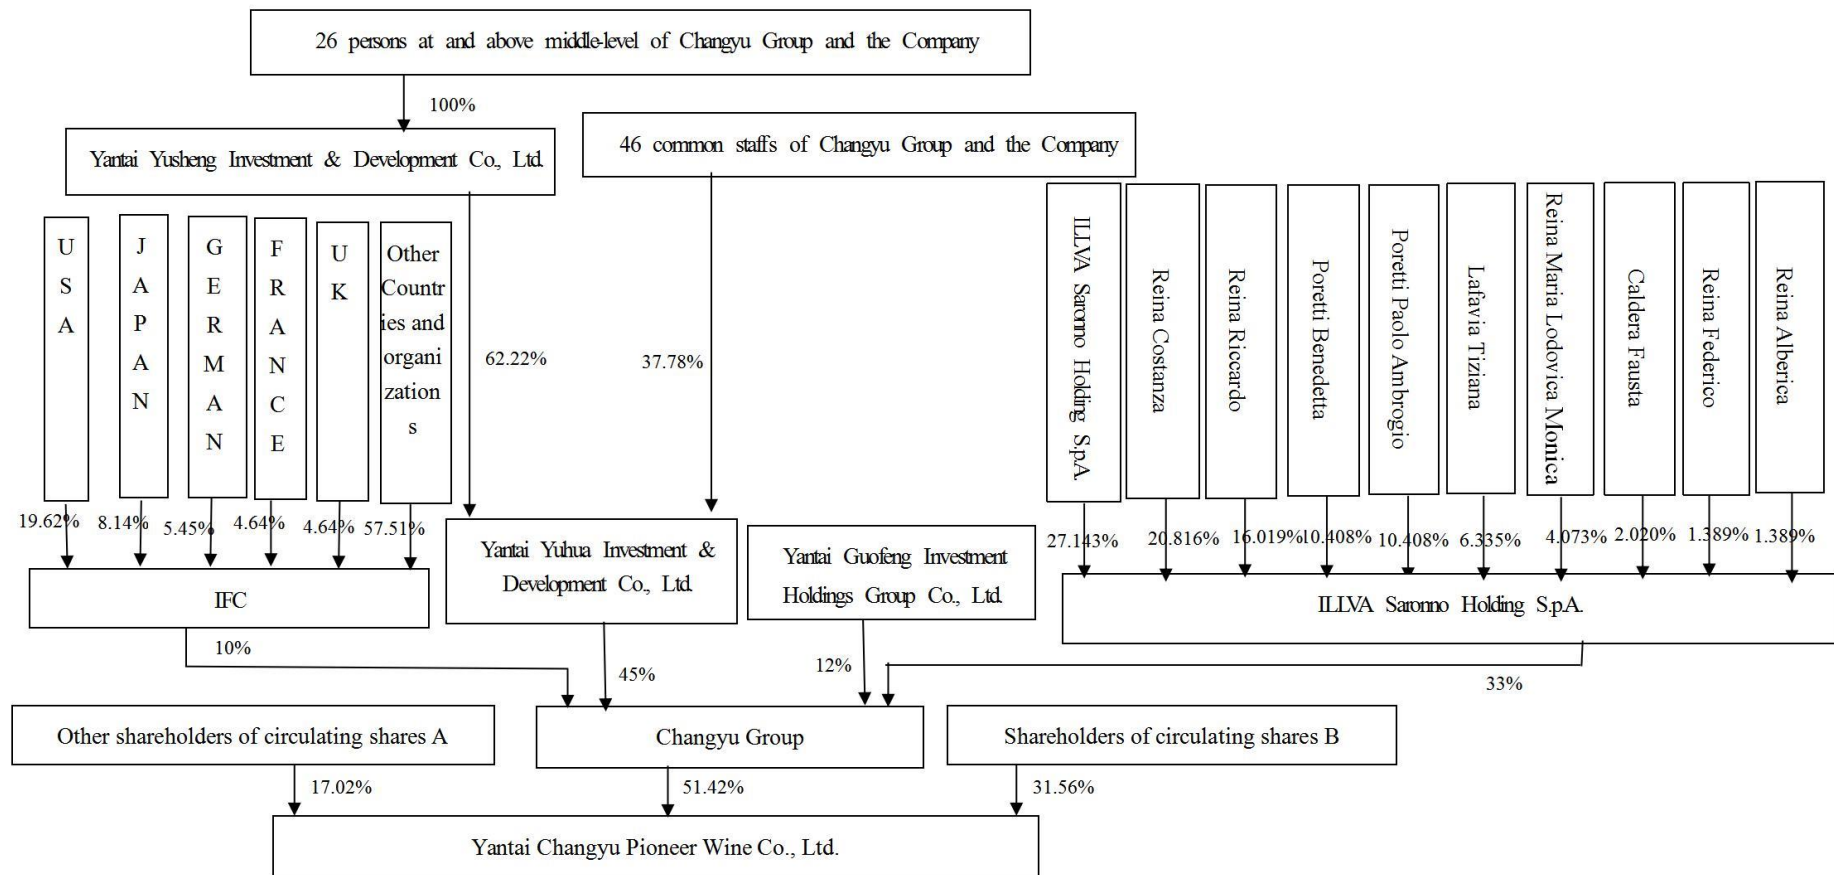 26 persons at and above middle-level of Changyu Group and the Company
100%
Yantai Yusheng Investment & Development Co., Ltd.
46 common staffs of Changyu Group and the Company
USA
JAPAN
GERMAN
FRANCE
UK
Other
Countr
ies and
organi
zation
s
62.22%
37.78%
ILLVA Saronno Holding S.p.A.
Reina Costanza
Reina Riccardo
Poretti Benedetta
Poretti Paolo Ambrogio
Lafavia Tiziana
Reina Maria Lodovica Monica
Caldera Fausta
Reina Federico
Reina Alberica
19.62%
8.14%
5.45%
4.64%
4.64%
57.51%
27.143%
20.816%
16.019%
10.408%
10.408%
6.335%
4.073%
2.020%
1.389%
1.389%
IFC
Yantai Yuhua Investment &
Development Co., Ltd.
Yantai Guofeng Investment
Holdings Group Co., Ltd.
ILLVA Saronno Holding S.p.A.
10%
45%
12%
33%
Other shareholders of circulating shares A
Changyu Group
Shareholders of circulating shares B
17.02%
51.42%
31.56%
Yantai Changyu Pioneer Wine Co., Ltd.